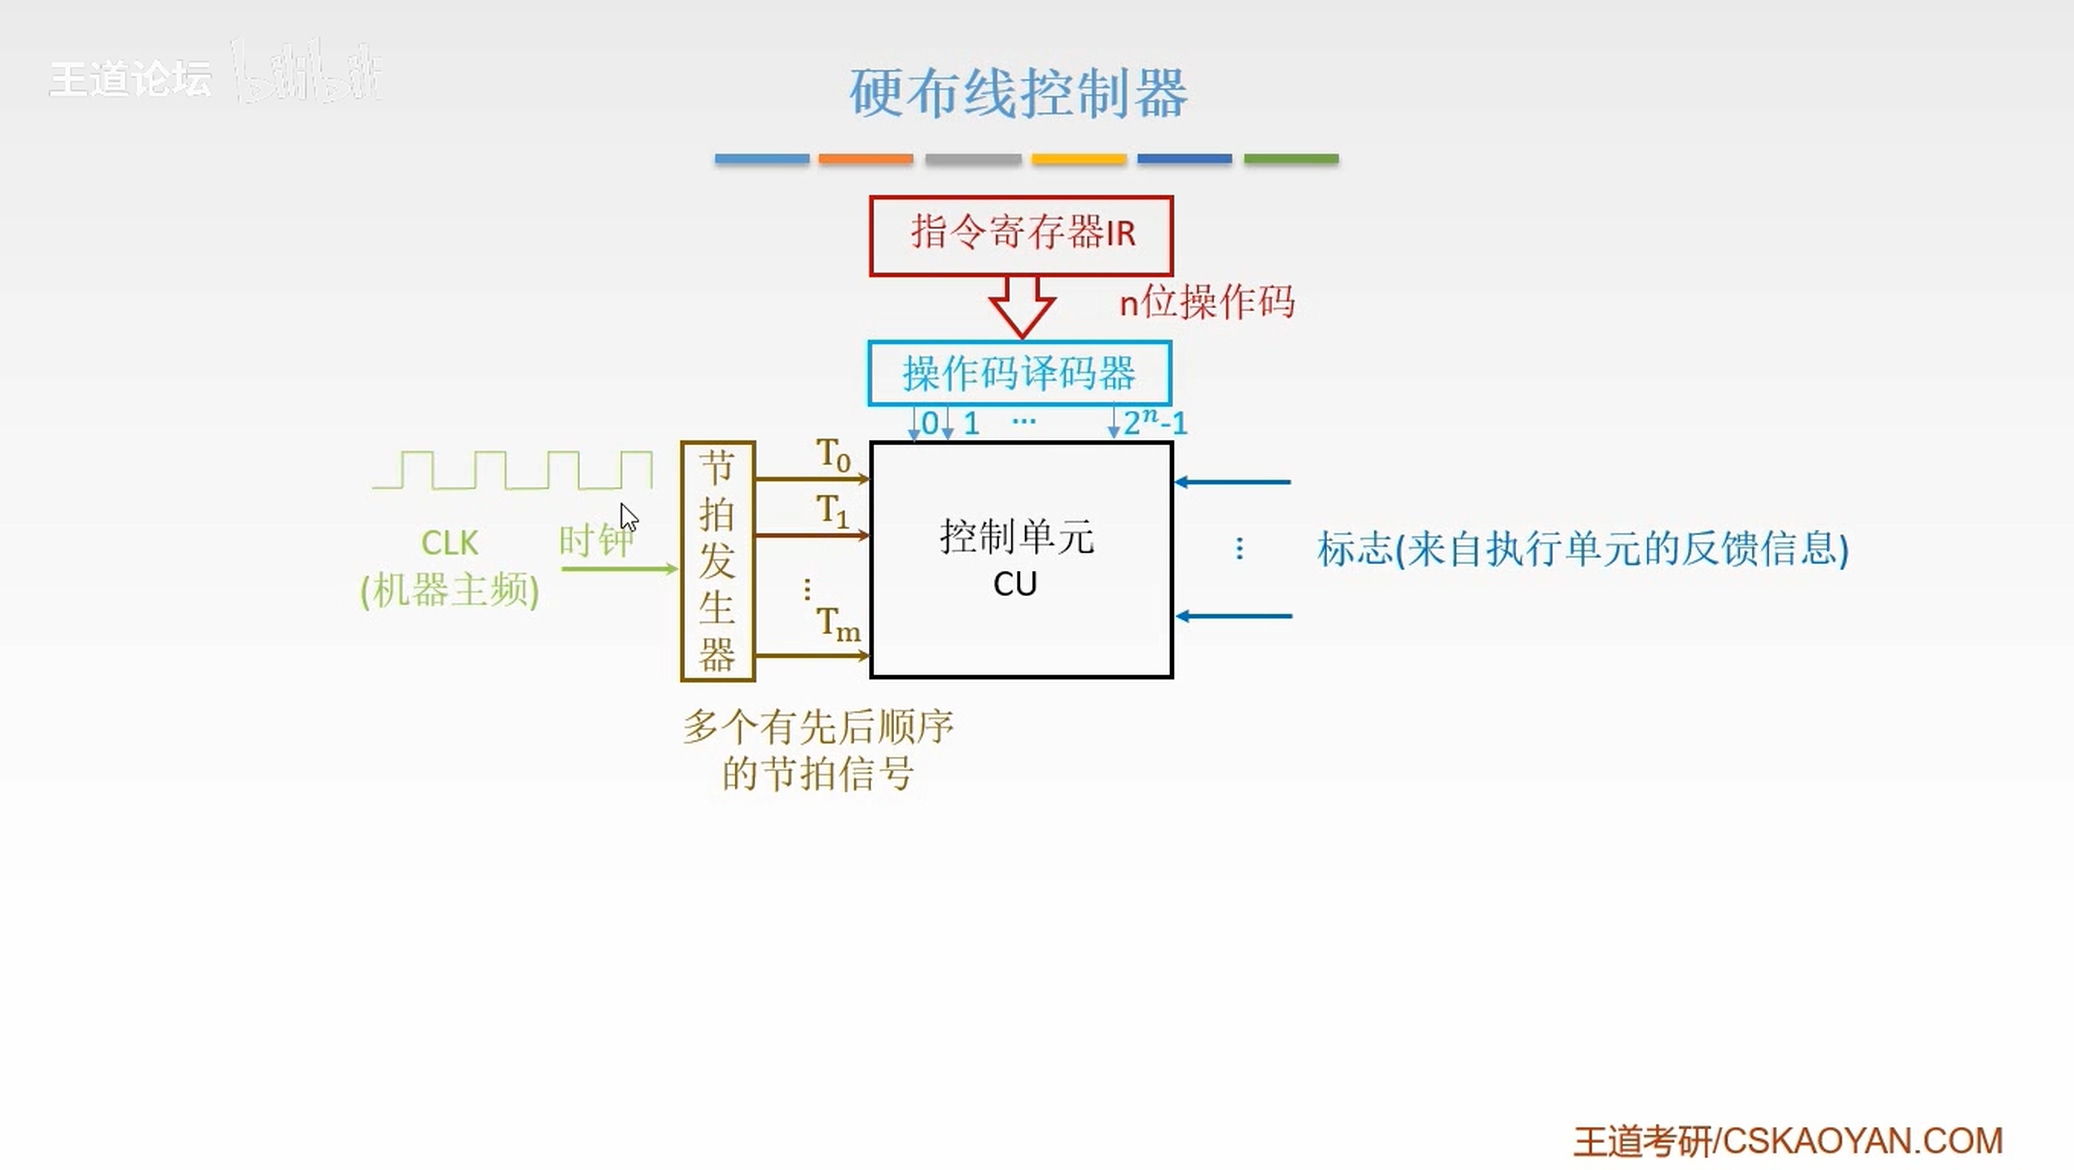 王道论坛 bilibili
硬布线控制器
指令寄存器IR
n位操作码
操作码译码器
0 1 … 2ⁿ-1
节拍发生器
T₀
T₁
⋮
Tₘ
CLK
(机器主频)
时钟
控制单元
CU
⋮
标志(来自执行单元的反馈信息)
多个有先后顺序
的节拍信号
王道考研/CSKAOYAN.COM